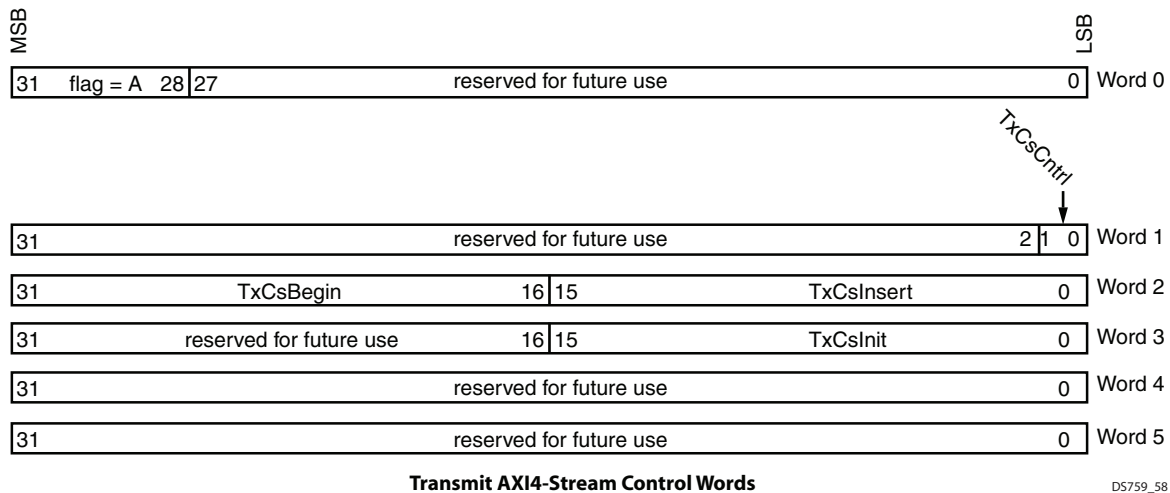 MSB
LSB
31 flag = A 28 27 reserved for future use 0 Word 0
TxCsCntrl
31 reserved for future use 2 1 0 Word 1
31 TxCsBegin 16 15 TxCsInsert 0 Word 2
31 reserved for future use 16 15 TxCsInit 0 Word 3
31 reserved for future use 0 Word 4
31 reserved for future use 0 Word 5
Transmit AXI4-Stream Control Words
DS759_58